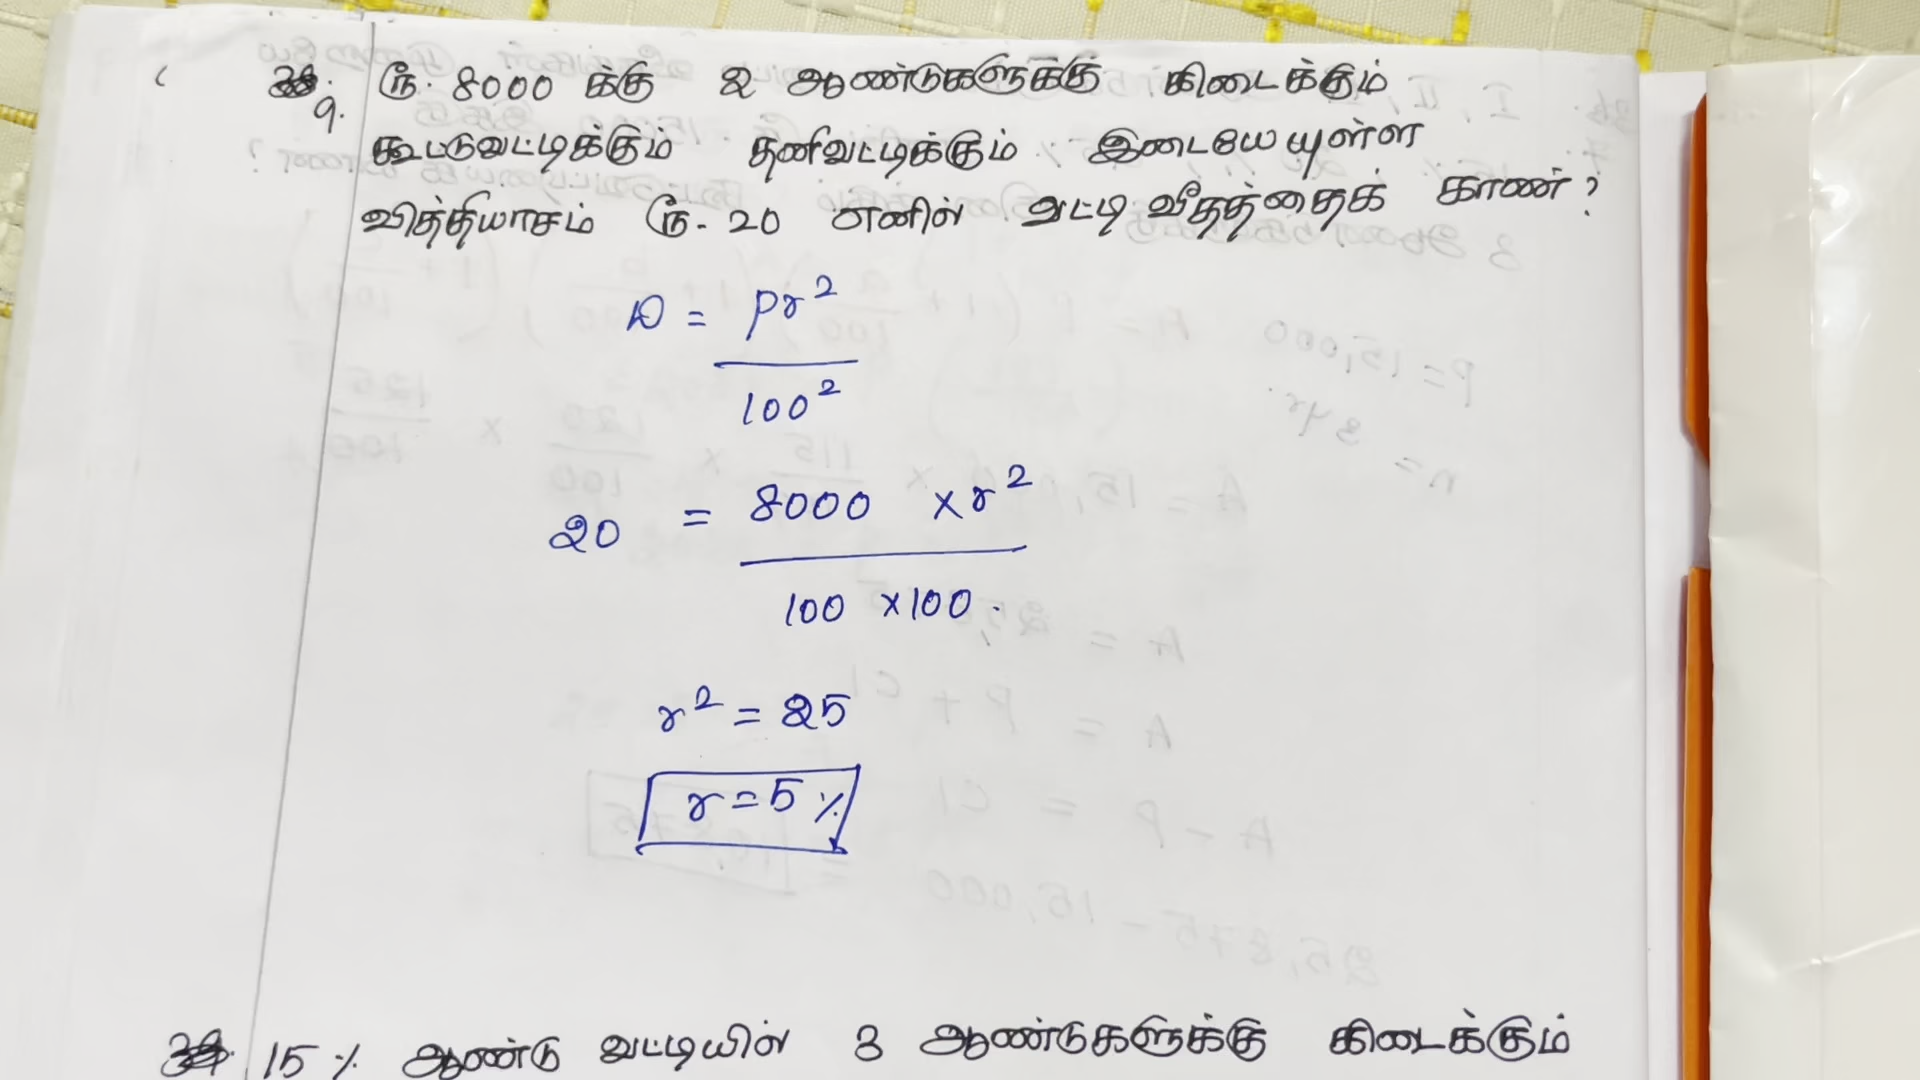 9. ரூ. 8000 க்கு 2 ஆண்டுகளுக்கு கிடைக்கும்
கூட்டுவட்டிக்கும் தனிவட்டிக்கும் இடையேயுள்ள
வித்தியாசம் ரூ. 20 எனில் வட்டி வீதத்தைக் காண்?
D = Pr²
100²
20 = 8000 × r²
100 × 100.
r² = 25
r = 5 %
15 % ஆண்டு வட்டியில் 3 ஆண்டுகளுக்கு கிடைக்கும்